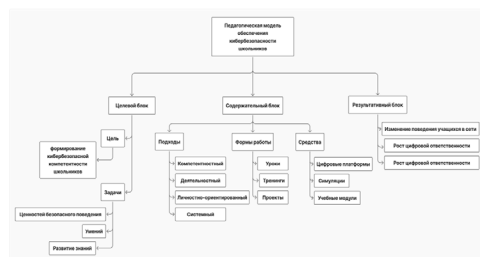 Педагогическая модель
обеспечения
кибербезопасности
школьников
Целевой блок
Содержательный блок
Результативный блок
Цель
формирование
кибербезопасной
компетентности
школьников
Задачи
Ценностей безопасного поведения
Умений
Развитие знаний
Подходы
Компетентностный
Деятельностный
Личностно-ориентированный
Системный
Формы работы
Уроки
Тренинги
Проекты
Средства
Цифровые платформы
Симуляции
Учебные модули
Изменение поведения учащихся в сети
Рост цифровой ответственности
Рост цифровой ответственности